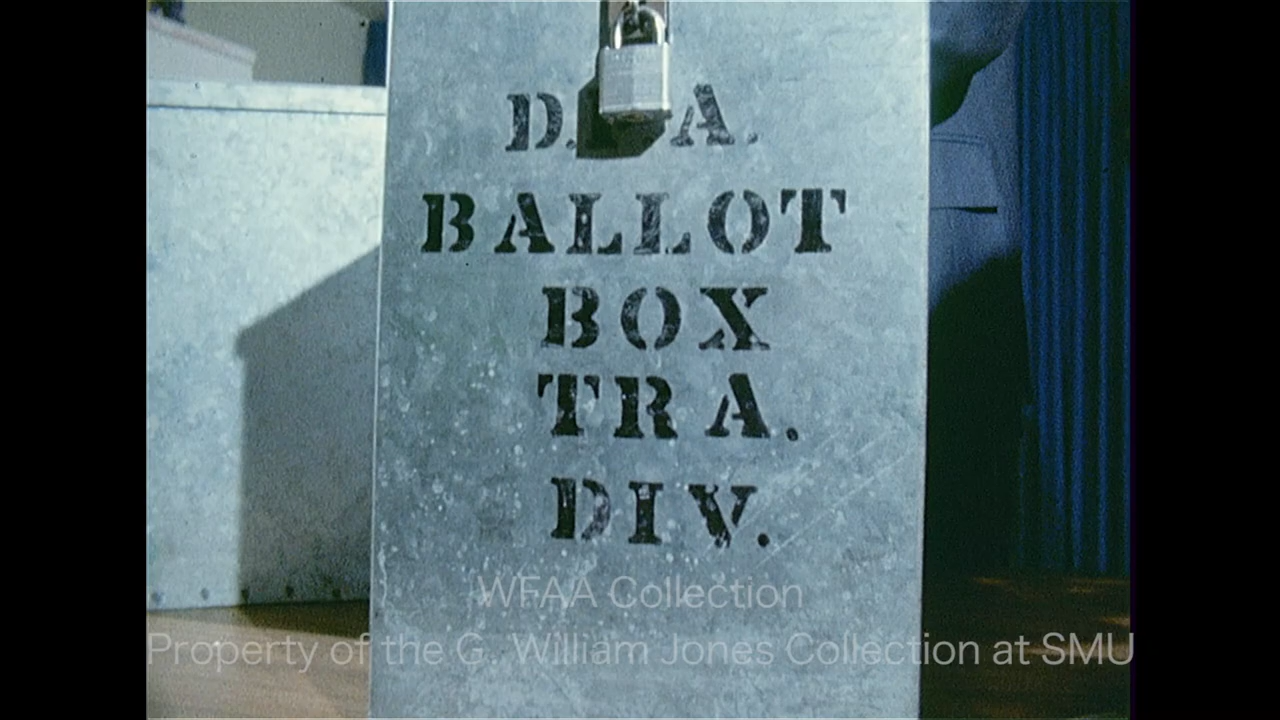 D. A.
BALLOT
BOX
TRA.
DIV.
WFAA Collection
Property of the G. William Jones Collection at SMU